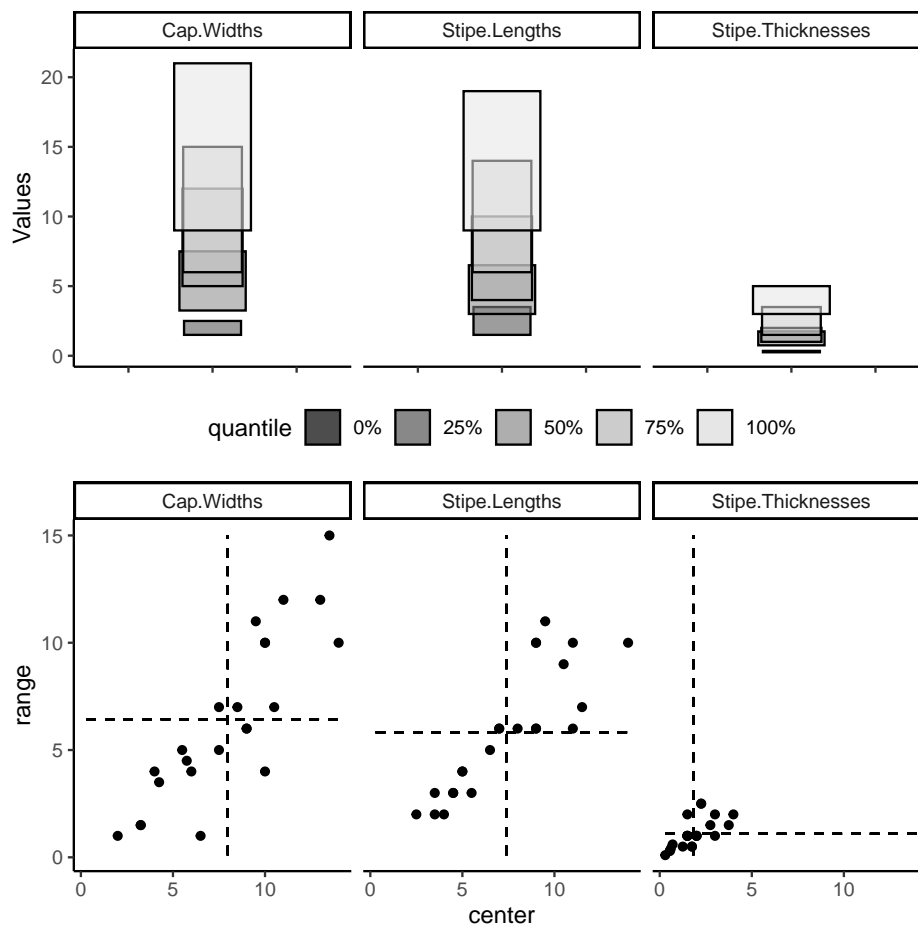 Cap.Widths Stipe.Lengths Stipe.Thicknesses
20
15
10
5
0
Values
quantile 0% 25% 50% 75% 100%
Cap.Widths Stipe.Lengths Stipe.Thicknesses
15
10
5
0
range
0 5 10 0 5 10 0 5 10
center